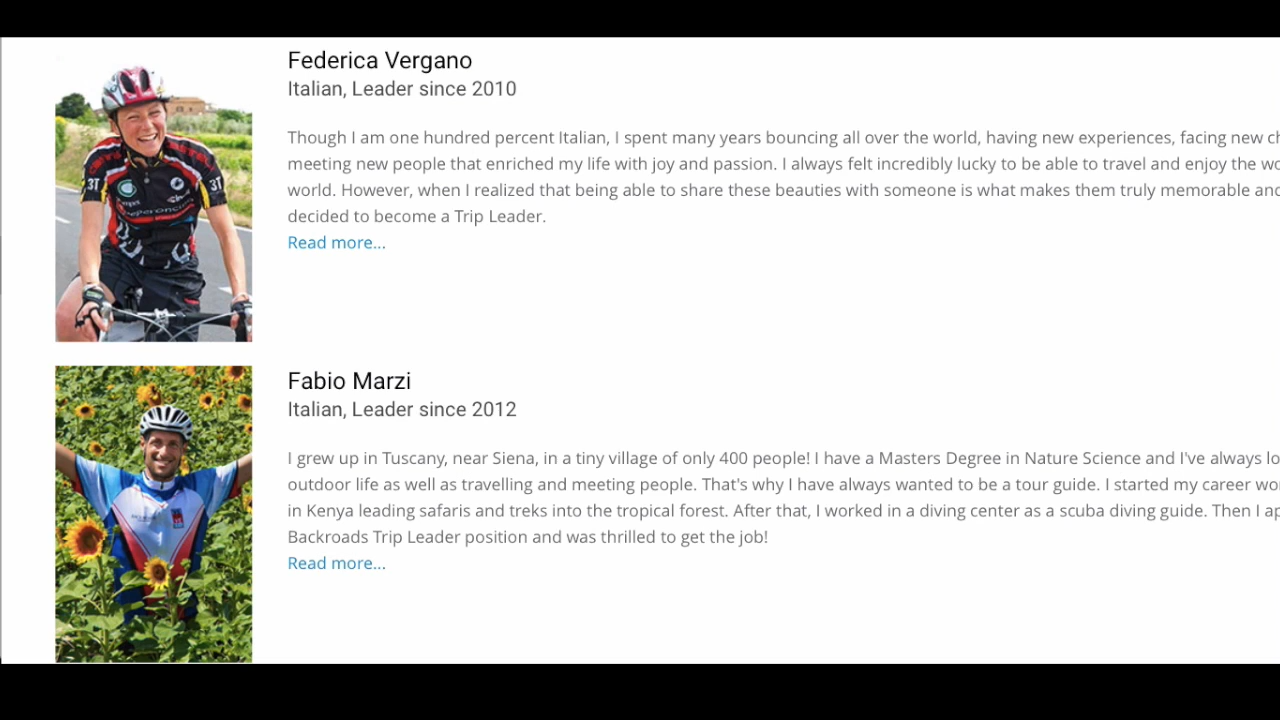 Federica Vergano
Italian, Leader since 2010
Though I am one hundred percent Italian, I spent many years bouncing all over the world, having new experiences, facing new
meeting new people that enriched my life with joy and passion. I always felt incredibly lucky to be able to travel and enjoy the
world. However, when I realized that being able to share these beauties with someone is what makes them truly memorable and
decided to become a Trip Leader.
Read more...
3T
3T
Fabio Marzi
Italian, Leader since 2012
I grew up in Tuscany, near Siena, in a tiny village of only 400 people! I have a Masters Degree in Nature Science and I've always
outdoor life as well as travelling and meeting people. That's why I have always wanted to be a tour guide. I started my career
in Kenya leading safaris and treks into the tropical forest. After that, I worked in a diving center as a scuba diving guide. Then I
Backroads Trip Leader position and was thrilled to get the job!
Read more...